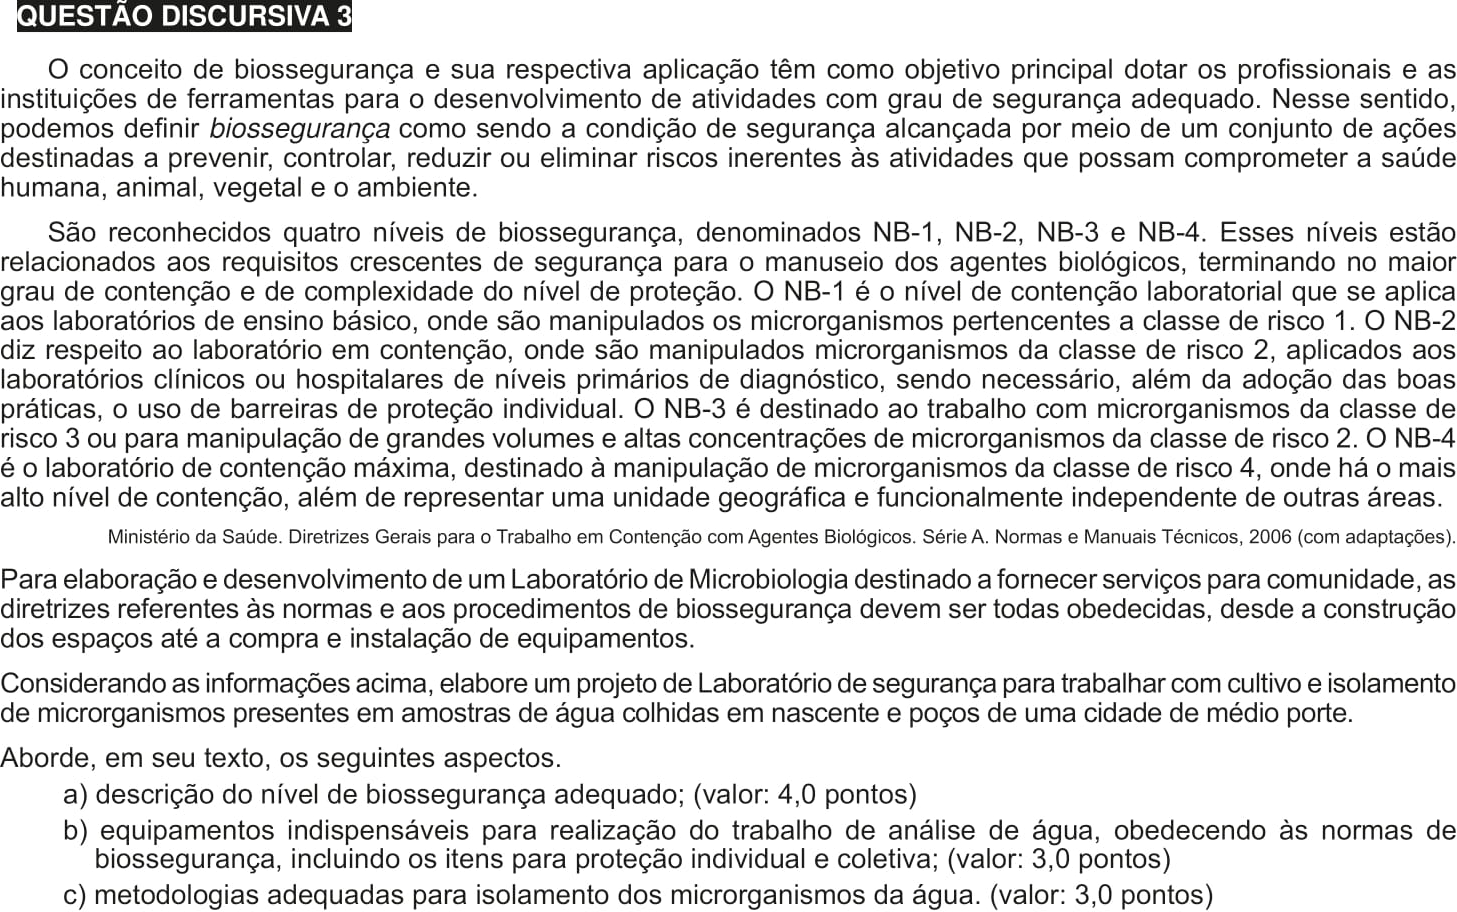 QUESTÃO DISCURSIVA 3
O conceito de biossegurança e sua respectiva aplicação têm como objetivo principal dotar os profissionais e as
instituições de ferramentas para o desenvolvimento de atividades com grau de segurança adequado. Nesse sentido,
podemos definir biossegurança como sendo a condição de segurança alcançada por meio de um conjunto de ações
destinadas a prevenir, controlar, reduzir ou eliminar riscos inerentes às atividades que possam comprometer a saúde
humana, animal, vegetal e o ambiente.
São reconhecidos quatro níveis de biossegurança, denominados NB-1, NB-2, NB-3 e NB-4. Esses níveis estão
relacionados aos requisitos crescentes de segurança para o manuseio dos agentes biológicos, terminando no maior
grau de contenção e de complexidade do nível de proteção. O NB-1 é o nível de contenção laboratorial que se aplica
aos laboratórios de ensino básico, onde são manipulados os microrganismos pertencentes a classe de risco 1. O NB-2
diz respeito ao laboratório em contenção, onde são manipulados microrganismos da classe de risco 2, aplicados aos
laboratórios clínicos ou hospitalares de níveis primários de diagnóstico, sendo necessário, além da adoção das boas
práticas, o uso de barreiras de proteção individual. O NB-3 é destinado ao trabalho com microrganismos da classe de
risco 3 ou para manipulação de grandes volumes e altas concentrações de microrganismos da classe de risco 2. O NB-4
é o laboratório de contenção máxima, destinado à manipulação de microrganismos da classe de risco 4, onde há o mais
alto nível de contenção, além de representar uma unidade geográfica e funcionalmente independente de outras áreas.
Ministério da Saúde. Diretrizes Gerais para o Trabalho em Contenção com Agentes Biológicos. Série A. Normas e Manuais Técnicos, 2006 (com adaptações).
Para elaboração e desenvolvimento de um Laboratório de Microbiologia destinado a fornecer serviços para comunidade, as
diretrizes referentes às normas e aos procedimentos de biossegurança devem ser todas obedecidas, desde a construção
dos espaços até a compra e instalação de equipamentos.
Considerando as informações acima, elabore um projeto de Laboratório de segurança para trabalhar com cultivo e isolamento
de microrganismos presentes em amostras de água colhidas em nascente e poços de uma cidade de médio porte.
Aborde, em seu texto, os seguintes aspectos.
a) descrição do nível de biossegurança adequado; (valor: 4,0 pontos)
b) equipamentos indispensáveis para realização do trabalho de análise de água, obedecendo às normas de
biossegurança, incluindo os itens para proteção individual e coletiva; (valor: 3,0 pontos)
c) metodologias adequadas para isolamento dos microrganismos da água. (valor: 3,0 pontos)